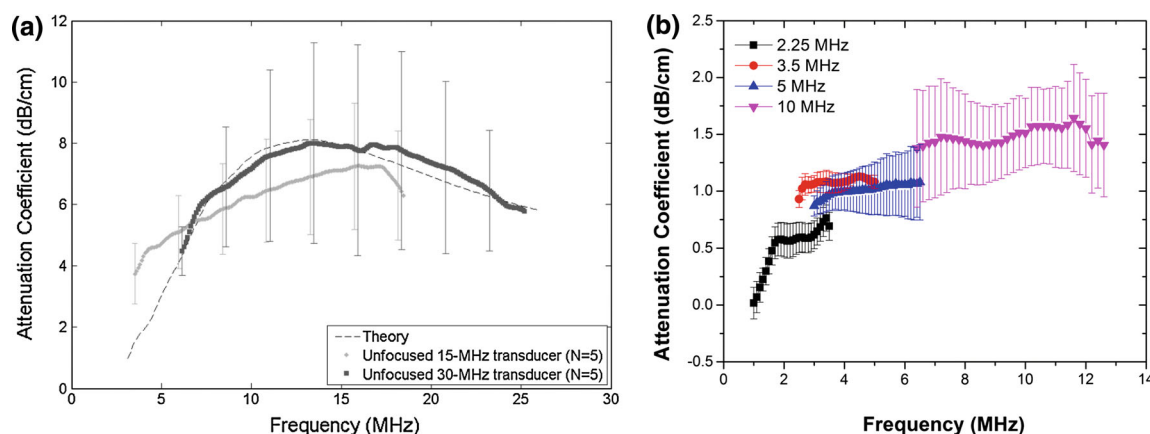 (a)
12
10
8
6
4
2
0
Attenuation Coefficient (dB/cm)
0 5 10 15 20 25 30
Frequency (MHz)
Theory
Unfocused 15-MHz transducer (N=5)
Unfocused 30-MHz transducer (N=5)
(b)
2.5
2.0
1.5
1.0
0.5
0.0
-0.5
Attenuation Coefficient (dB/cm)
2.25 MHz
3.5 MHz
5 MHz
10 MHz
0 2 4 6 8 10 12 14
Frequency (MHz)